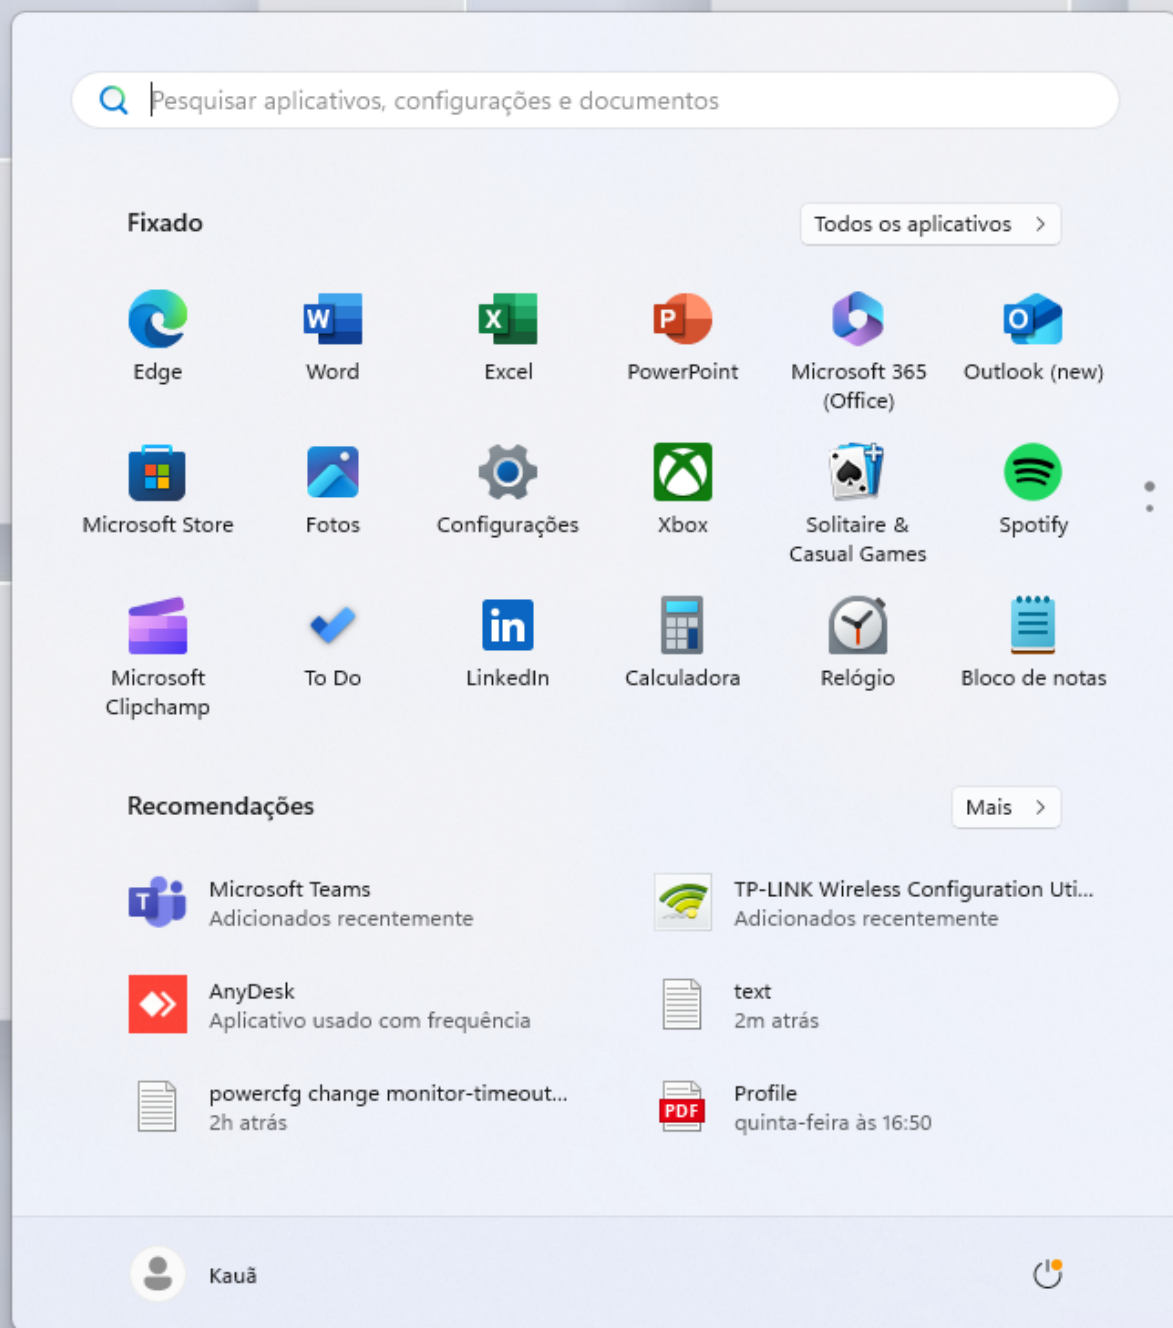 Pesquisar aplicativos, configurações e documentos
Fixado
Todos os aplicativos
Edge
Word
Excel
PowerPoint
Microsoft 365
(Office)
Outlook (new)
Microsoft Store
Fotos
Configurações
Xbox
Solitaire &
Casual Games
Spotify
Microsoft
Clipchamp
To Do
LinkedIn
Calculadora
Relógio
Bloco de notas
Recomendações
Mais
Microsoft Teams
Adicionados recentemente
TP-LINK Wireless Configuration Uti...
Adicionados recentemente
AnyDesk
Aplicativo usado com frequência
text
2m atrás
powercfg change monitor-timeout...
2h atrás
PDF
Profile
quinta-feira às 16:50
Kauã